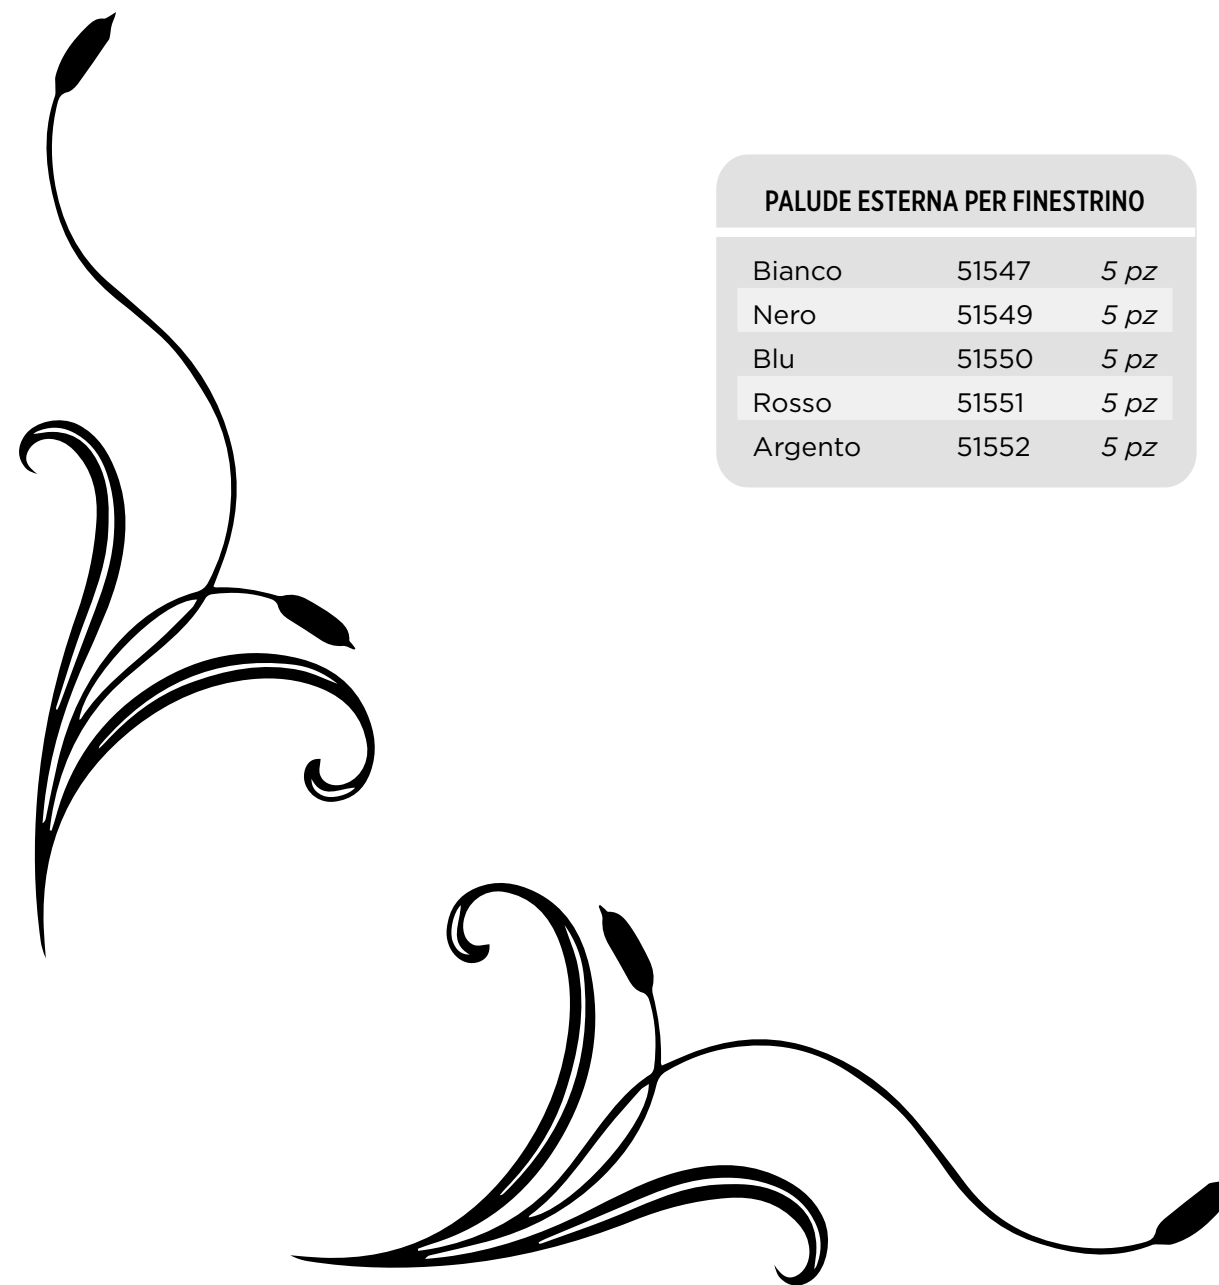 PALUDE ESTERNA PER FINESTRINO
Bianco 51547 5 pz
Nero 51549 5 pz
Blu 51550 5 pz
Rosso 51551 5 pz
Argento 51552 5 pz